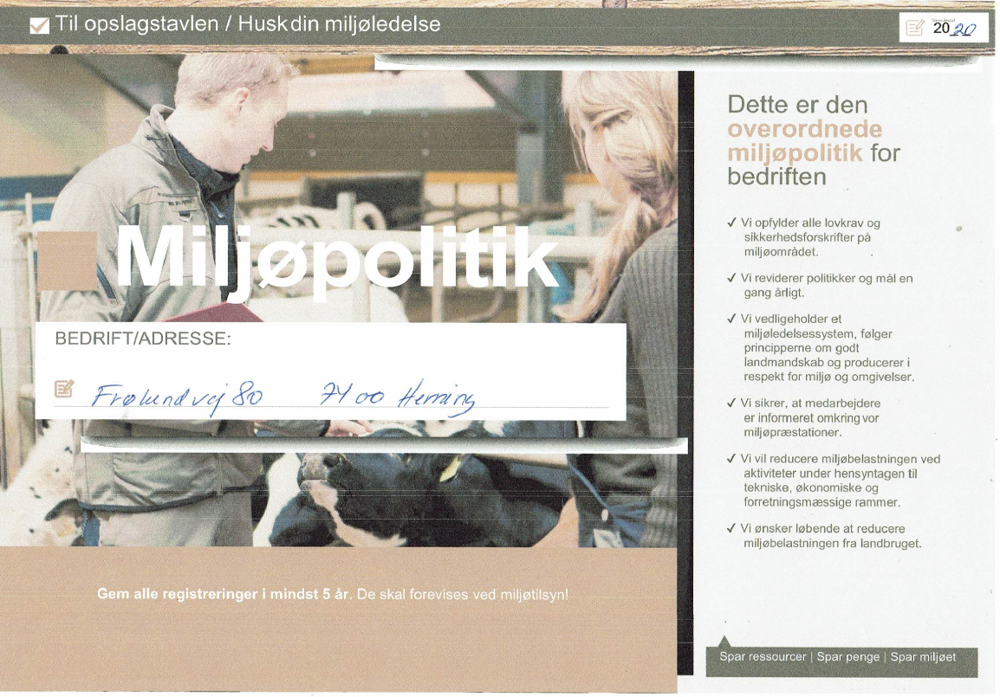 Til opslagstavlen / Husk din miljøledelse
2020
Miljøpolitik
BEDRIFT/ADRESSE:
Frølundvej 80 7400 Herning
Gem alle registreringer i mindst 5 år. De skal forevises ved miljøtilsyn!
Dette er den
overordnede
miljøpolitik for
bedriften
✓ Vi opfylder alle lovkrav og
sikkerhedsforskrifter på
miljøområdet.
✓ Vi reviderer politikker og mål en
gang årligt.
✓ Vi vedligeholder et
miljøledelsessystem, følger
principperne om godt
landmandskab og producerer i
respekt for miljø og omgivelser.
✓ Vi sikrer, at medarbejdere
er informeret omkring vor
miljøpræstationer.
✓ Vi vil reducere miljøbelastningen ved
aktiviteter under hensyntagen til
tekniske, økonomiske og
forretningsmæssige rammer.
✓ Vi ønsker løbende at reducere
miljøbelastningen fra landbruget.
Spar ressourcer | Spar penge | Spar miljøet